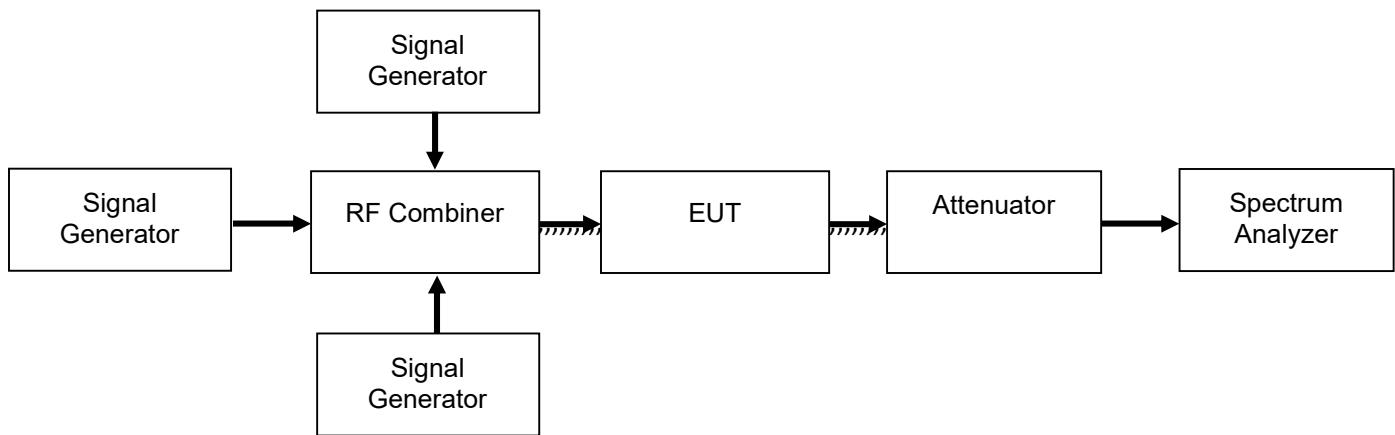 Signal
Generator
Signal
Generator
RF Combiner
EUT
Attenuator
Spectrum
Analyzer
Signal
Generator